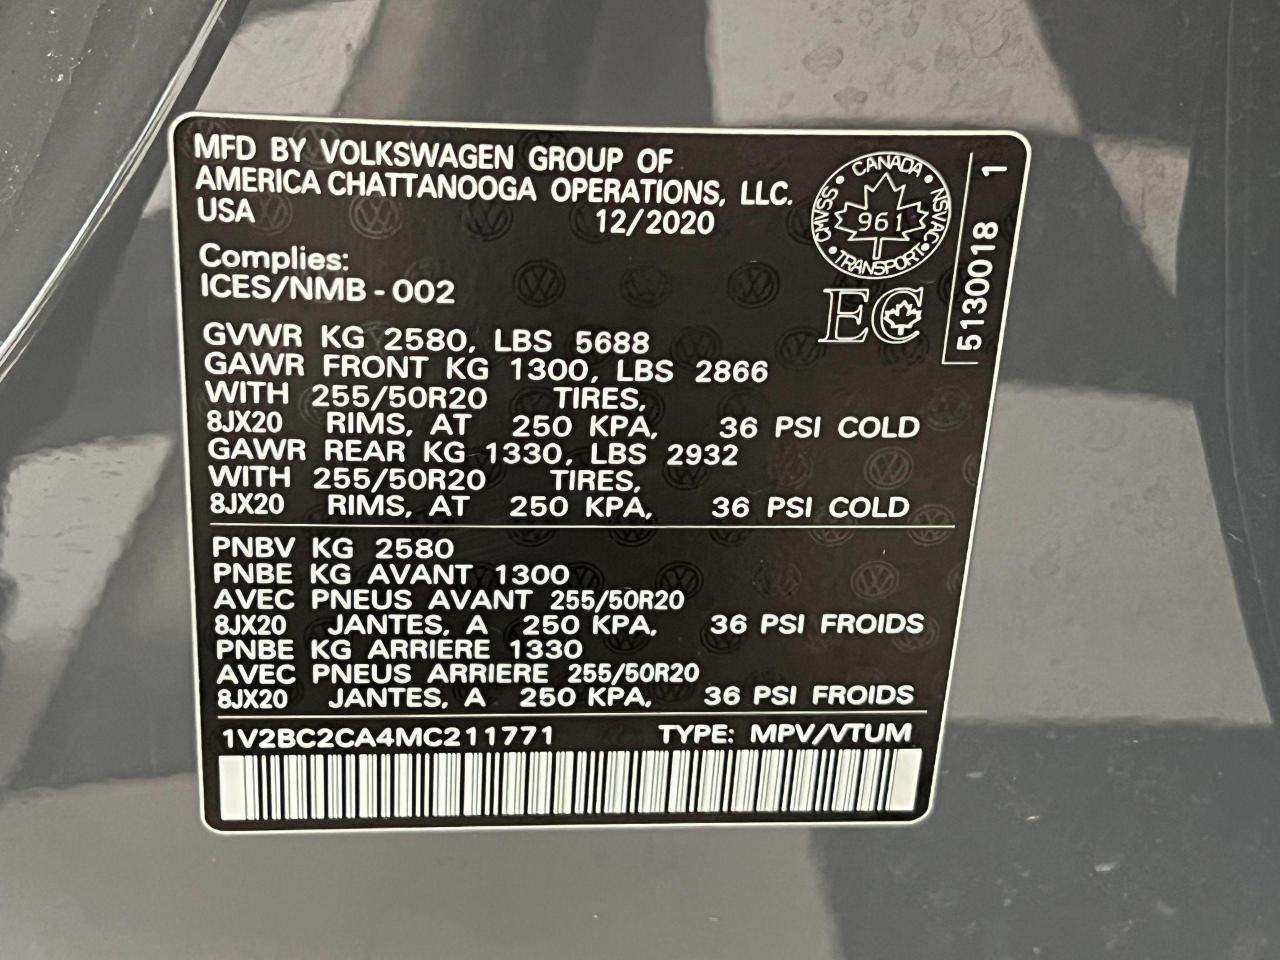 MFD BY VOLKSWAGEN GROUP OF
AMERICA CHATTANOOGA OPERATIONS, LLC.
USA 12/2020
CANADA
CMVSS 961 NSVAC
TRANSPORT
Complies:
ICES/NMB - 002
EC
5130018 1
GVWR KG 2580, LBS 5688
GAWR FRONT KG 1300, LBS 2866
WITH 255/50R20 TIRES,
8JX20 RIMS, AT 250 KPA, 36 PSI COLD
GAWR REAR KG 1330, LBS 2932
WITH 255/50R20 TIRES,
8JX20 RIMS, AT 250 KPA, 36 PSI COLD
PNBV KG 2580
PNBE KG AVANT 1300
AVEC PNEUS AVANT 255/50R20
8JX20 JANTES, A 250 KPA, 36 PSI FROIDS
PNBE KG ARRIERE 1330
AVEC PNEUS ARRIERE 255/50R20
8JX20 JANTES, A 250 KPA, 36 PSI FROIDS
1V2BC2CA4MC211771 TYPE: MPV/VTUM